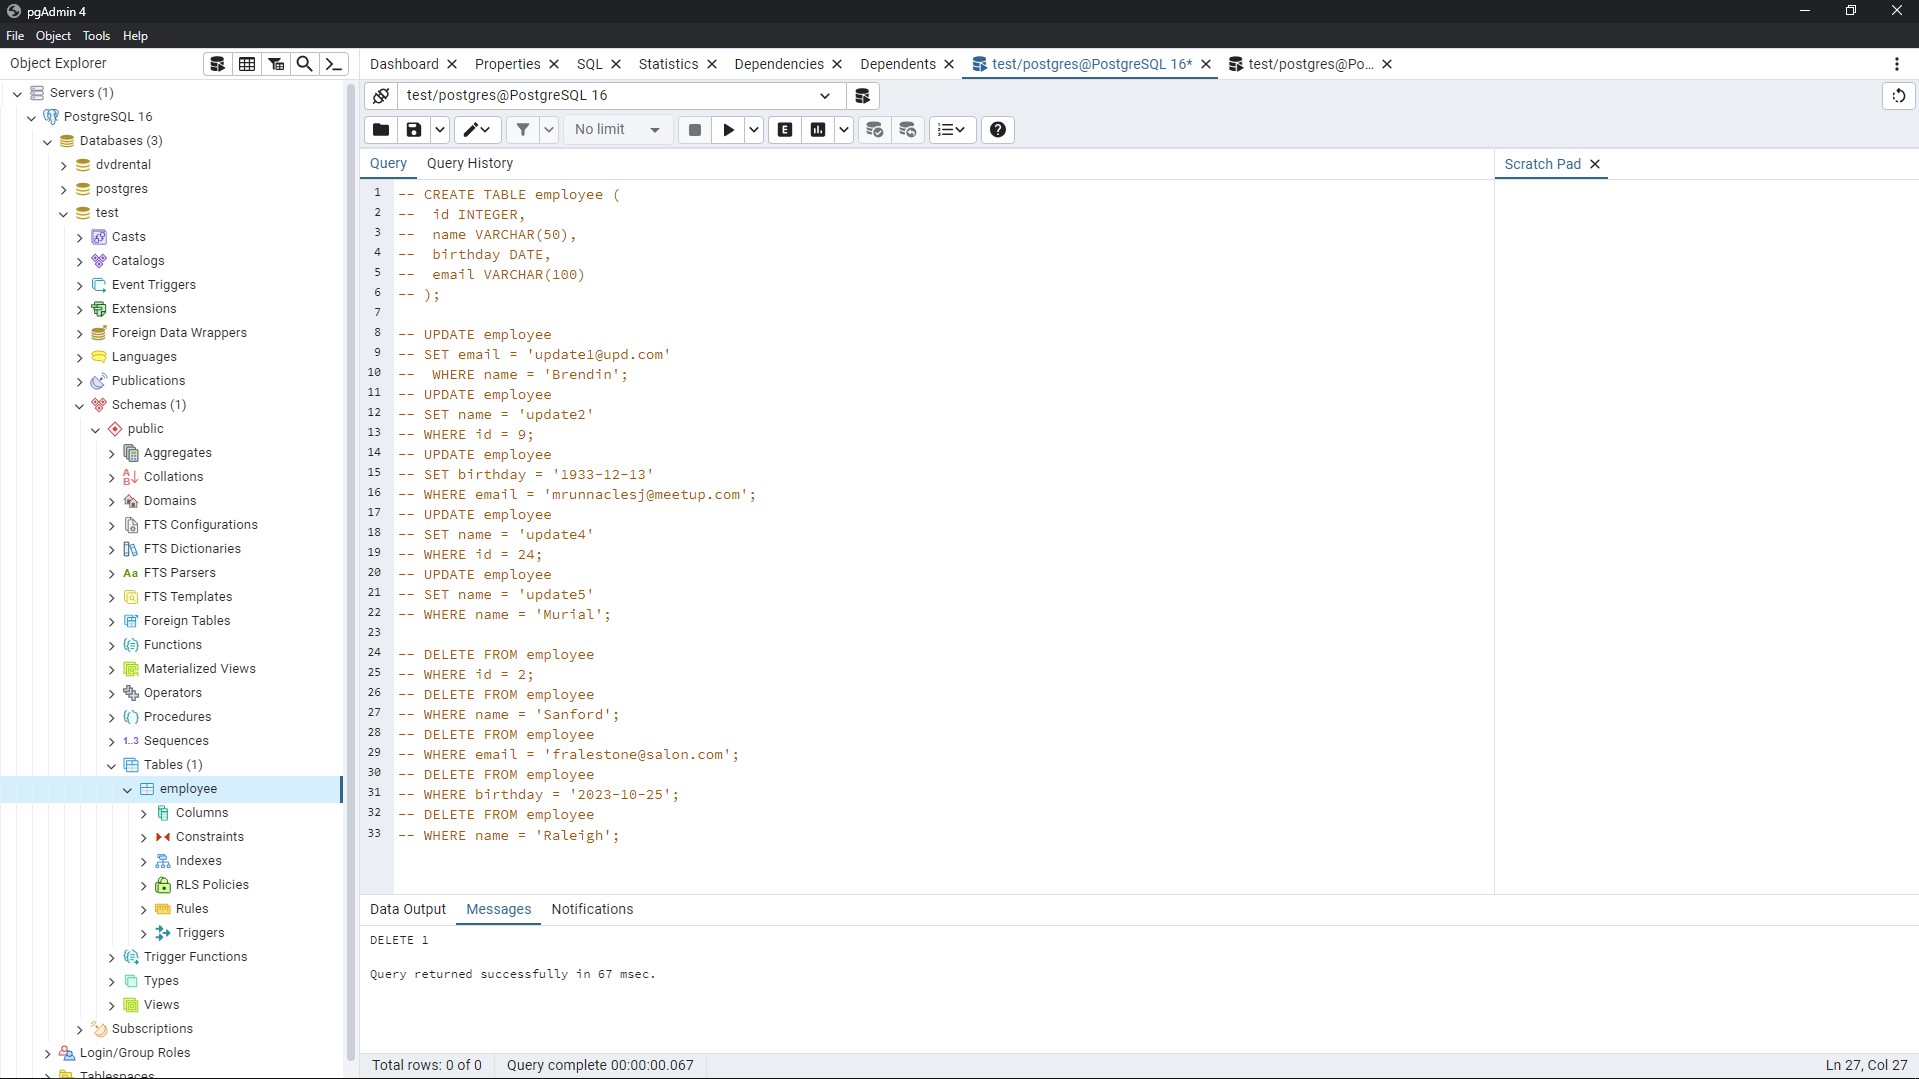 pgAdmin 4
File Object Tools Help
Object Explorer
Dashboard Properties SQL Statistics Dependencies Dependents test/postgres@PostgreSQL 16* test/postgres@Po...
Servers (1)
PostgreSQL 16
Databases (3)
dvdrental
postgres
test
Casts
Catalogs
Event Triggers
Extensions
Foreign Data Wrappers
Languages
Publications
Schemas (1)
public
Aggregates
Collations
Domains
FTS Configurations
FTS Dictionaries
Aa FTS Parsers
FTS Templates
Foreign Tables
Functions
Materialized Views
Operators
Procedures
1..3 Sequences
Tables (1)
employee
Columns
Constraints
Indexes
RLS Policies
Rules
Triggers
Trigger Functions
Types
Views
Subscriptions
Login/Group Roles
Tablespaces
test/postgres@PostgreSQL 16
No limit
E
Query Query History
Scratch Pad
1 -- CREATE TABLE employee (
2 -- id INTEGER,
3 -- name VARCHAR(50),
4 -- birthday DATE,
5 -- email VARCHAR(100)
6 -- );
7
8 -- UPDATE employee
9 -- SET email = 'update1@upd.com'
10 -- WHERE name = 'Brendin';
11 -- UPDATE employee
12 -- SET name = 'update2'
13 -- WHERE id = 9;
14 -- UPDATE employee
15 -- SET birthday = '1933-12-13'
16 -- WHERE email = 'mrunnaclesj@meetup.com';
17 -- UPDATE employee
18 -- SET name = 'update4'
19 -- WHERE id = 24;
20 -- UPDATE employee
21 -- SET name = 'update5'
22 -- WHERE name = 'Murial';
23
24 -- DELETE FROM employee
25 -- WHERE id = 2;
26 -- DELETE FROM employee
27 -- WHERE name = 'Sanford';
28 -- DELETE FROM employee
29 -- WHERE email = 'fralestone@salon.com';
30 -- DELETE FROM employee
31 -- WHERE birthday = '2023-10-25';
32 -- DELETE FROM employee
33 -- WHERE name = 'Raleigh';
Data Output Messages Notifications
DELETE 1
Query returned successfully in 67 msec.
Total rows: 0 of 0 Query complete 00:00:00.067 Ln 27, Col 27